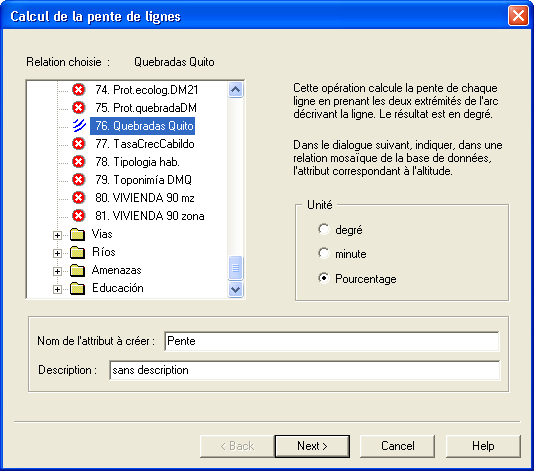 Calcul de la pente de lignes
Relation choisie : Quebradas Quito
74. Prot.ecolog.DM21
75. Prot.quebradaDM
76. Quebradas Quito
77. TasaCrecCabildo
78. Tipologia hab.
79. Toponimía DMQ
80. VIVIENDA 90 mz
81. VIVIENDA 90 zona
Vias
Ríos
Amenazas
Educación
Cette opération calcule la pente de chaque
ligne en prenant les deux extrémités de l'arc
décrivant la ligne. Le résultat est en degré.
Dans le dialogue suivant, indiquer, dans une
relation mosaïque de la base de données,
l'attribut correspondant à l'altitude.
Unité
degré
minute
Pourcentage
Nom de l'attribut à créer : Pente
Description : sans description
< Back
Next >
Cancel
Help